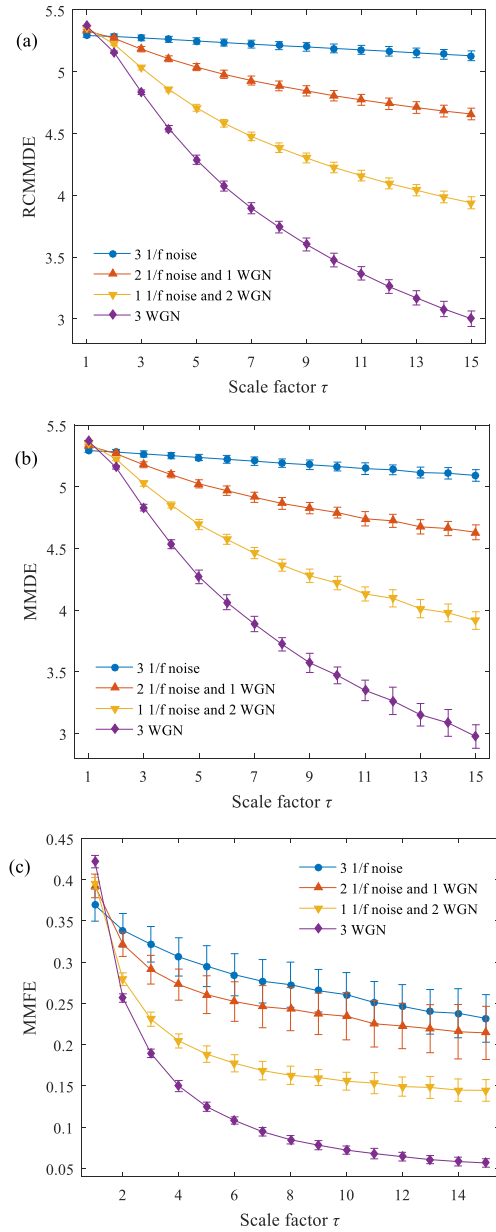 (a)
5.5
5
4.5
4
3.5
3
RCMMDE
3 1/f noise
2 1/f noise and 1 WGN
1 1/f noise and 2 WGN
3 WGN
1 3 5 7 9 11 13 15
Scale factor τ
(b)
5.5
5
4.5
4
3.5
3
MMDE
3 1/f noise
2 1/f noise and 1 WGN
1 1/f noise and 2 WGN
3 WGN
1 3 5 7 9 11 13 15
Scale factor τ
(c)
0.45
0.4
0.35
0.3
0.25
0.2
0.15
0.1
0.05
MMFE
3 1/f noise
2 1/f noise and 1 WGN
1 1/f noise and 2 WGN
3 WGN
2 4 6 8 10 12 14
Scale factor τ